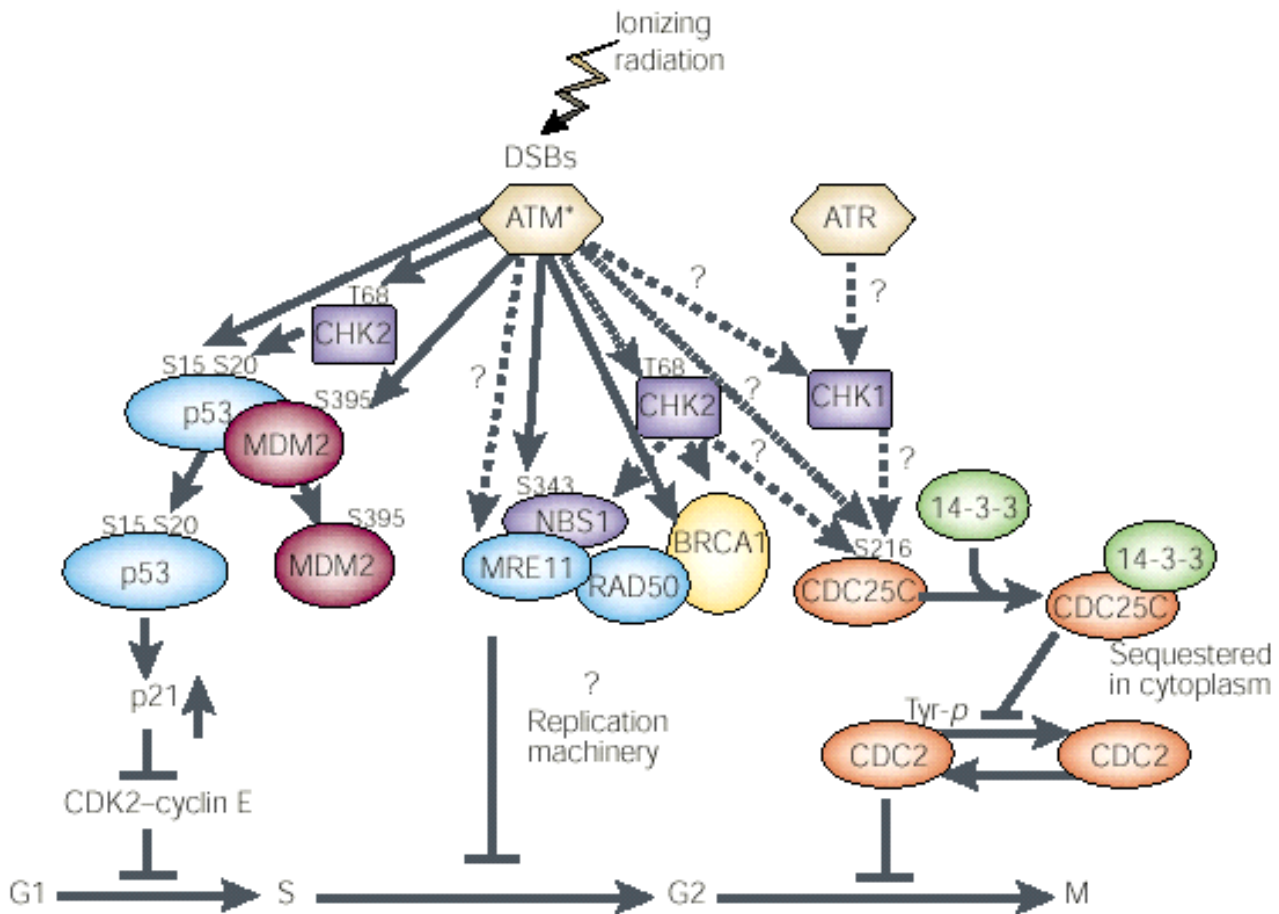 Ionizing
radiation
DSBs
ATM*
ATR
?
?
T68
CHK2
S15 S20
p53
S395
MDM2
?
T68
CHK2
?
CHK1
?
?
S343
NBS1
MRE11
RAD50
BRCA1
S216
CDC25C
14-3-3
14-3-3
CDC25C
Sequestered
in cytoplasm
S15 S20
p53
S395
MDM2
p21
?
Replication
machinery
Tyr-p
CDC2
CDC2
CDK2–cyclin E
G1
S
G2
M